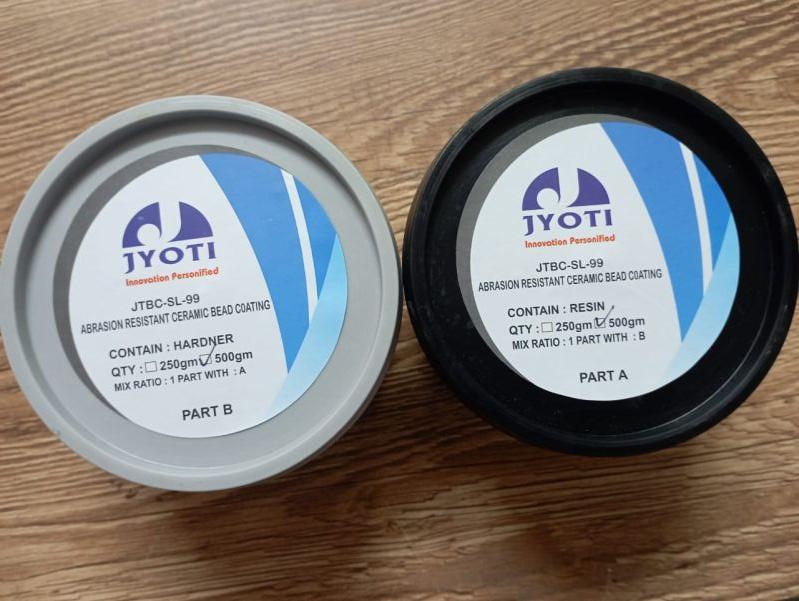 JYOTI
Innovation Personified
JTBC-SL-99
ABRASION RESISTANT CERAMIC BEAD COATING
CONTAIN : HARDNER
QTY : 250gm 500gm
MIX RATIO : 1 PART WITH : A
PART B
JYOTI
Innovation Personified
JTBC-SL-99
ABRASION RESISTANT CERAMIC BEAD COATING
CONTAIN : RESIN
QTY : 250gm 500gm
MIX RATIO : 1 PART WITH : B
PART A